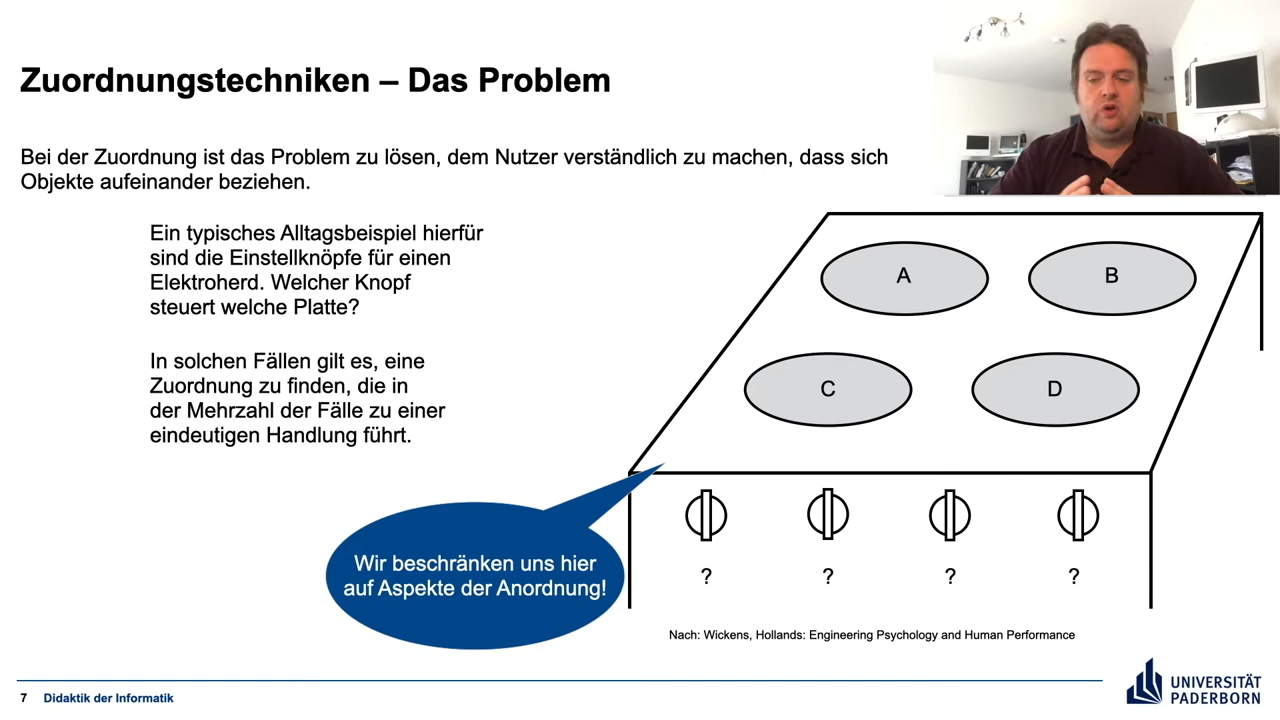 Zuordnungstechniken – Das Problem
Bei der Zuordnung ist das Problem zu lösen, dem Nutzer verständlich zu machen, dass sich
Objekte aufeinander beziehen.
Ein typisches Alltagsbeispiel hierfür
sind die Einstellknöpfe für einen
Elektroherd. Welcher Knopf
steuert welche Platte?
In solchen Fällen gilt es, eine
Zuordnung zu finden, die in
der Mehrzahl der Fälle zu einer
eindeutigen Handlung führt.
A B
C D
Wir beschränken uns hier
auf Aspekte der Anordnung!
? ? ? ?
Nach: Wickens, Hollands: Engineering Psychology and Human Performance
7 Didaktik der Informatik
UNIVERSITÄT
PADERBORN